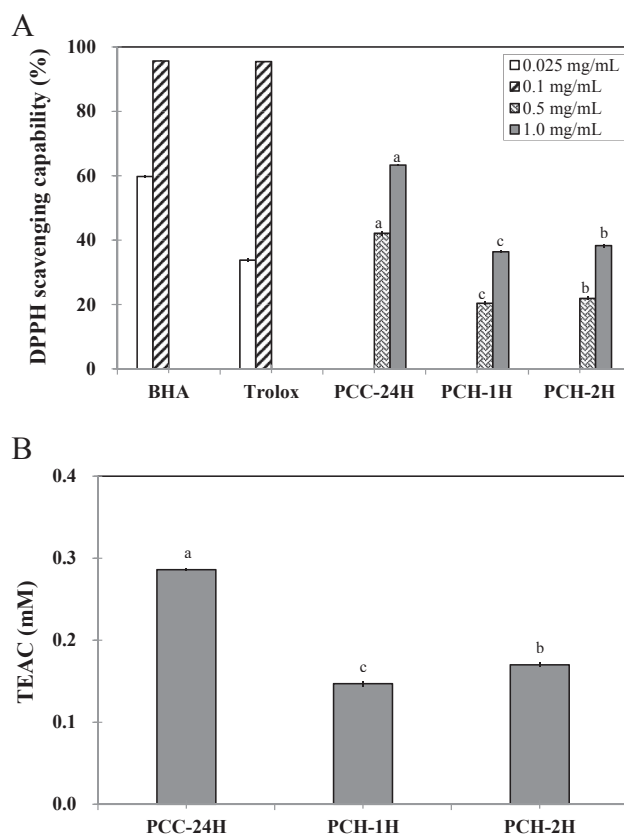 A
DPPH scavenging capability (%)
100
80
60
40
20
0
0.025 mg/mL
0.1 mg/mL
0.5 mg/mL
1.0 mg/mL
a
a
c
c
b
b
BHA Trolox PCC-24H PCH-1H PCH-2H
B
TEAC (mM)
0.4
0.3
0.2
0.1
0.0
a
c
b
PCC-24H PCH-1H PCH-2H